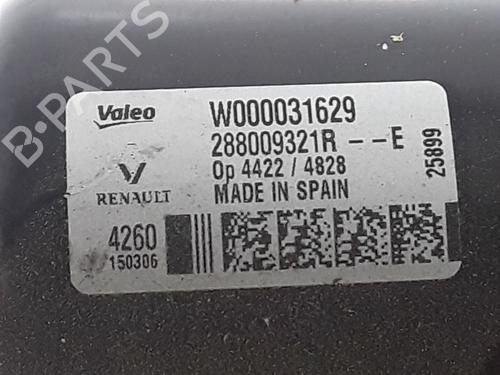 B-PARTS
Valeo
W000031629
288009321R -- E
RENAULT
Op 4422 / 4828
MADE IN SPAIN
25899
4260
150306